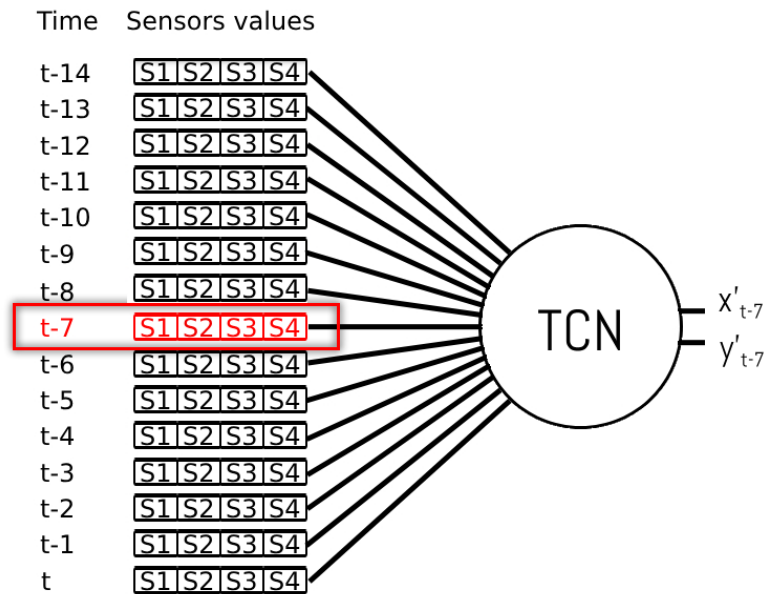 Time Sensors values
t-14 S1 S2 S3 S4
t-13 S1 S2 S3 S4
t-12 S1 S2 S3 S4
t-11 S1 S2 S3 S4
t-10 S1 S2 S3 S4
t-9 S1 S2 S3 S4
t-8 S1 S2 S3 S4
t-7 S1 S2 S3 S4
t-6 S1 S2 S3 S4
t-5 S1 S2 S3 S4
t-4 S1 S2 S3 S4
t-3 S1 S2 S3 S4
t-2 S1 S2 S3 S4
t-1 S1 S2 S3 S4
t S1 S2 S3 S4
TCN
x't-7
y't-7